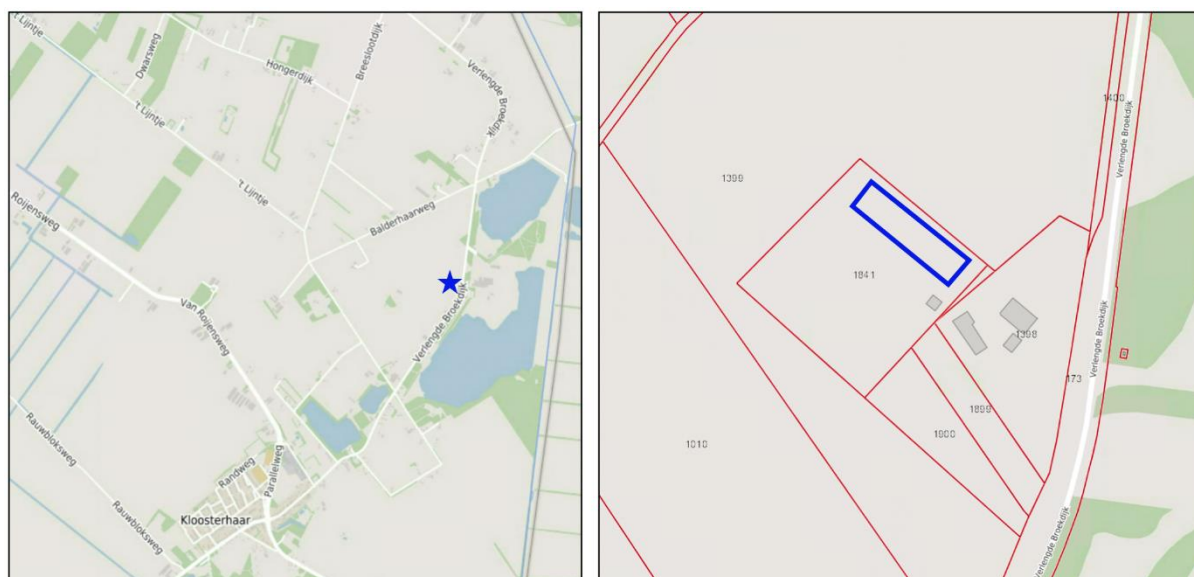 't Lijntje
Dwarsweg
Hongerdijk
Breeslootdijk
Verlengde Broekdijk
't Lijntje
't Lijntje
Roijensweg
Balderhaarweg
Van Roijensweg
Verlengde Broekdijk
Rauwbloksweg
Randweg
Parallelweg
Kloosterhaar
Rauwbloksweg
1400
Verlengde Broekdijk
1399
1841
1398
Verlengde Broekdijk
173
1899
1900
1010
Verlengde Broekdijk